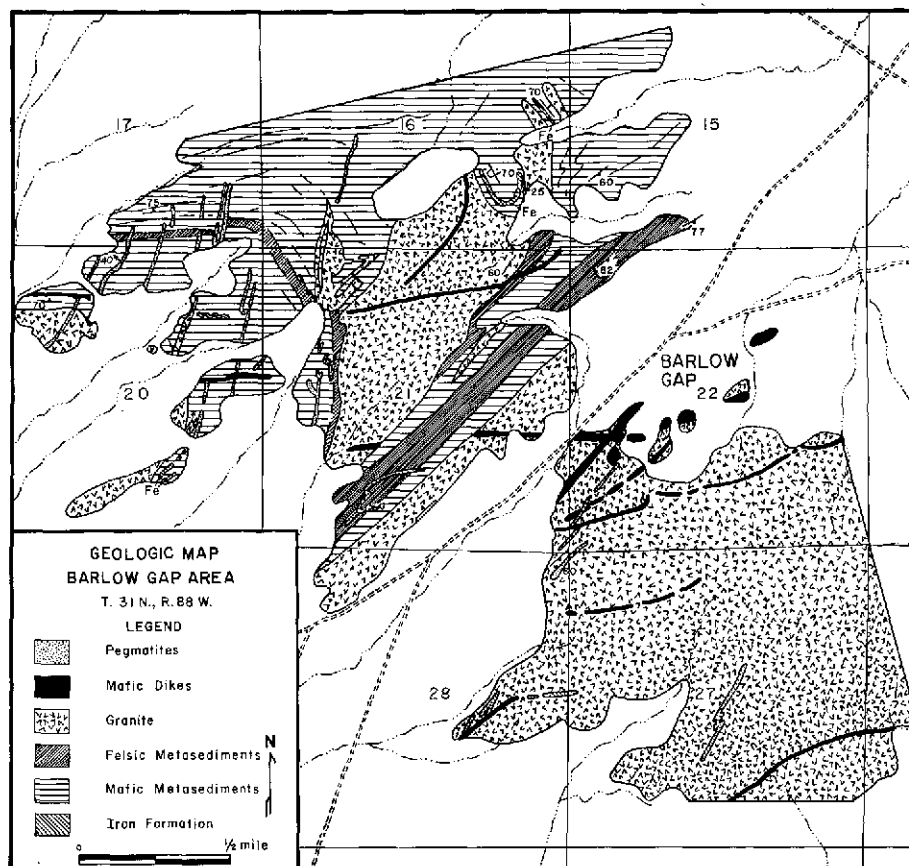 17
16
70
Fe
15
70
60
25
75
Fe
77
40
60
82
70
BARLOW
GAP
22
20
21
Fe
GEOLOGIC MAP
BARLOW GAP AREA
T. 31 N., R. 88 W.
LEGEND
Pegmatites
Mafic Dikes
Granite
Felsic Metasediments
N
Mafic Metasediments
Iron Formation
0
1/2 mile
28
27